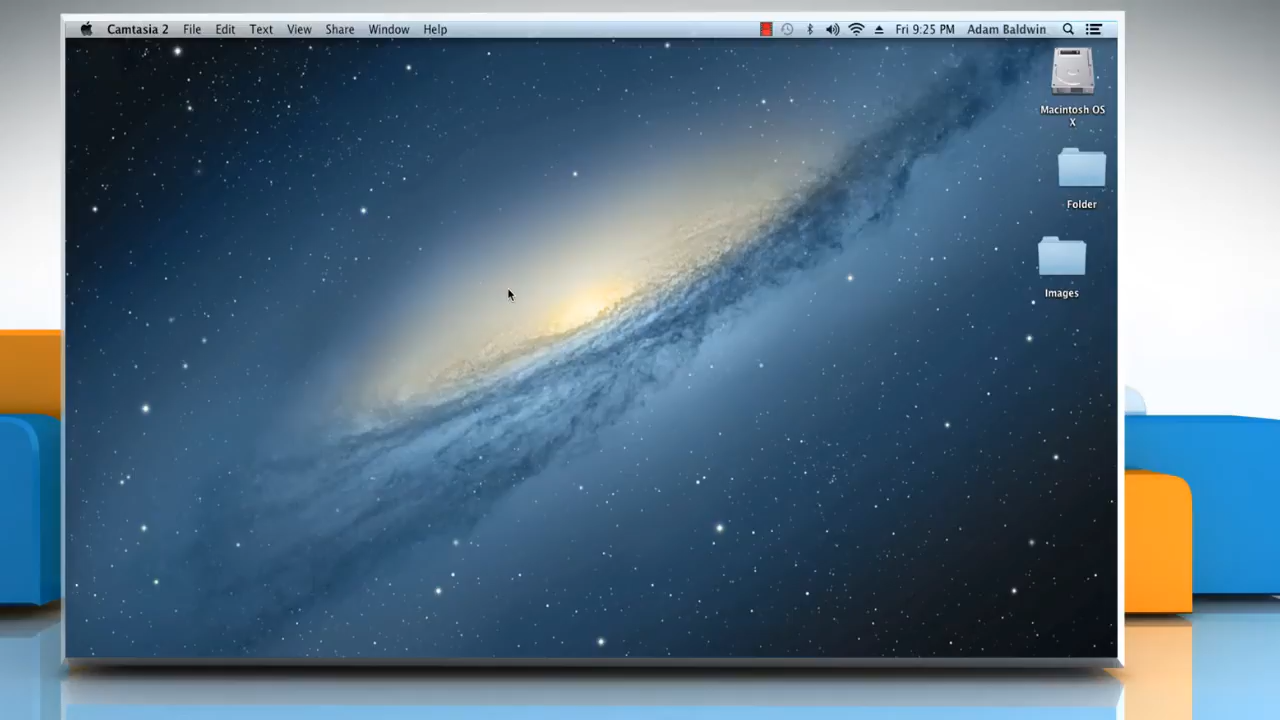 Camtasia 2 File Edit Text View Share Window Help Fri 9:25 PM Adam Baldwin
Macintosh OS
X
Folder
Images